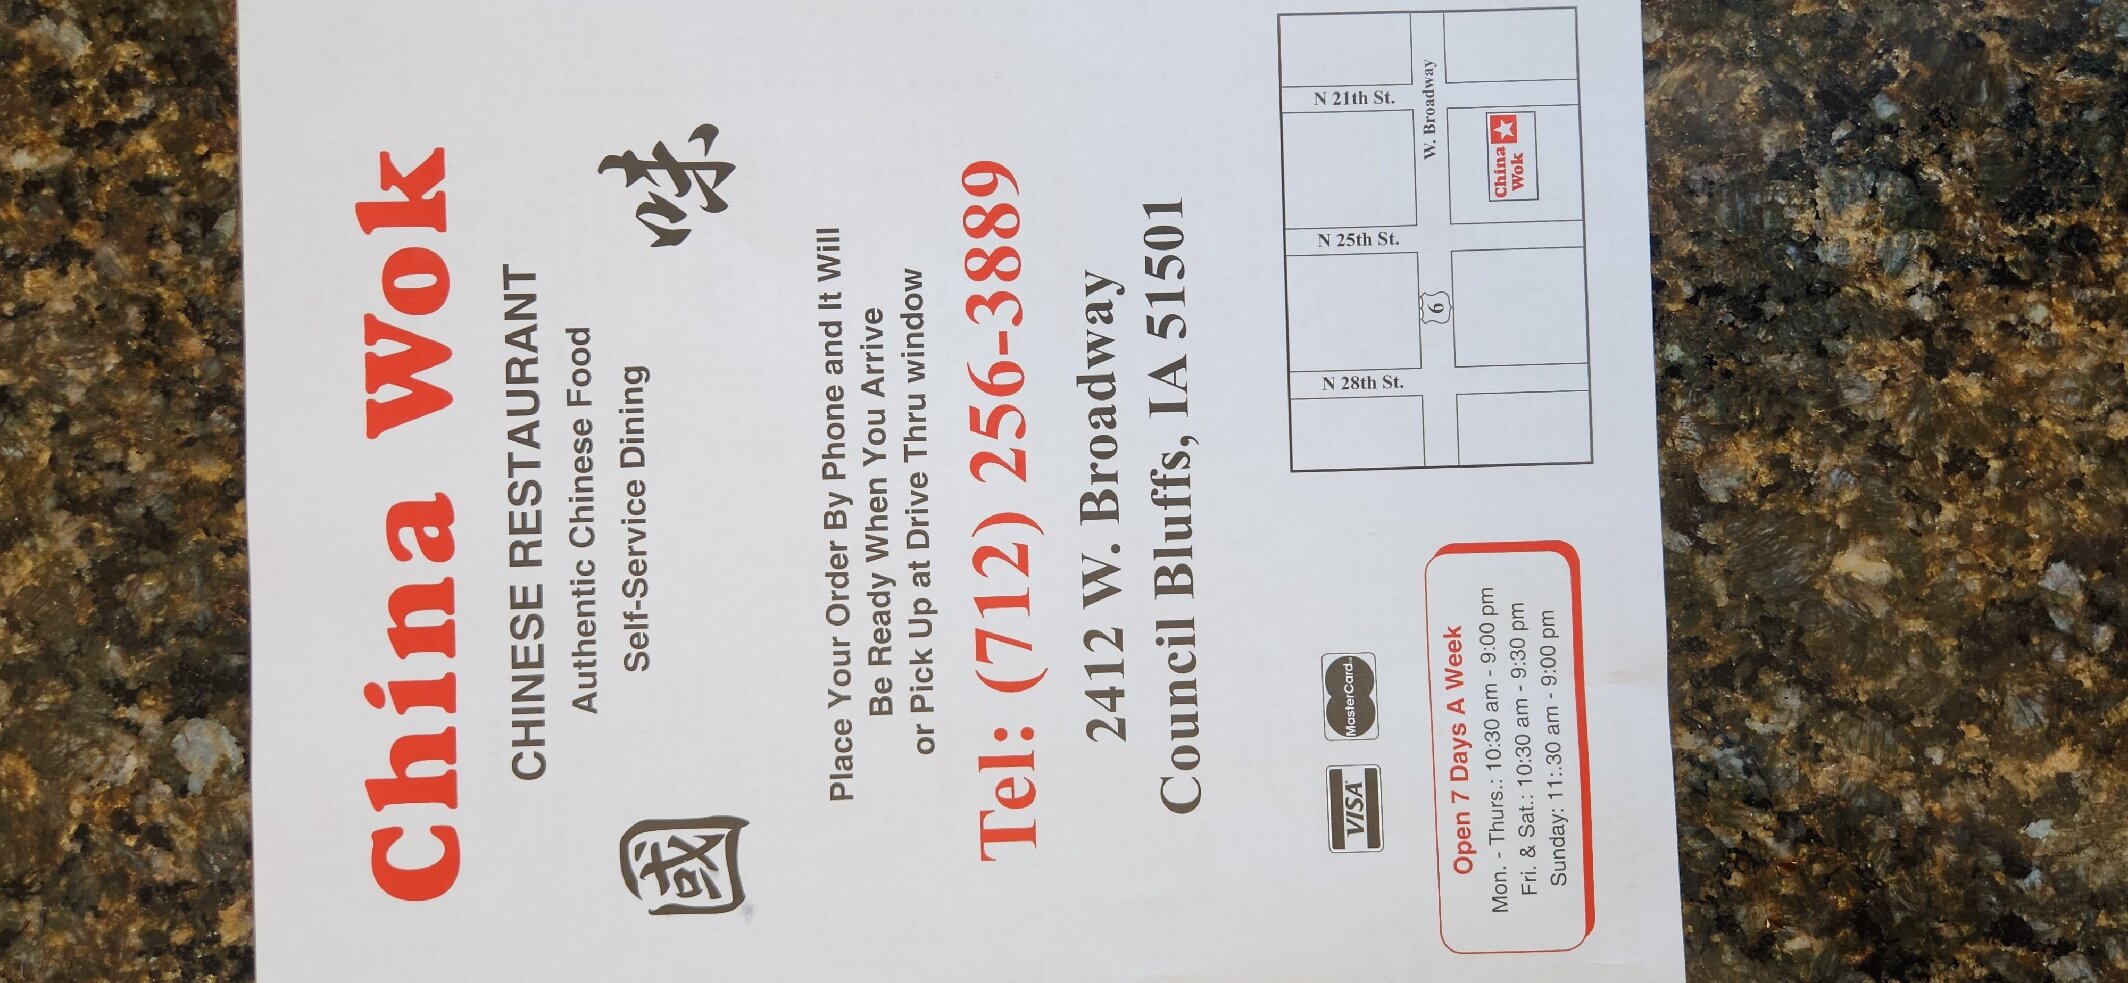 China Wok
CHINESE RESTAURANT
Authentic Chinese Food
Self-Service Dining
國 味
Place Your Order By Phone and It Will
Be Ready When You Arrive
or Pick Up at Drive Thru window
Tel: (712) 256-3889
2412 W. Broadway
Council Bluffs, IA 51501
VISA
MasterCard
N 28th St.
N 25th St.
N 21th St.
6
W. Broadway
China
Wok
Open 7 Days A Week
Mon. - Thurs.: 10:30 am - 9:00 pm
Fri. & Sat.: 10:30 am - 9:30 pm
Sunday: 11:.30 am - 9:00 pm